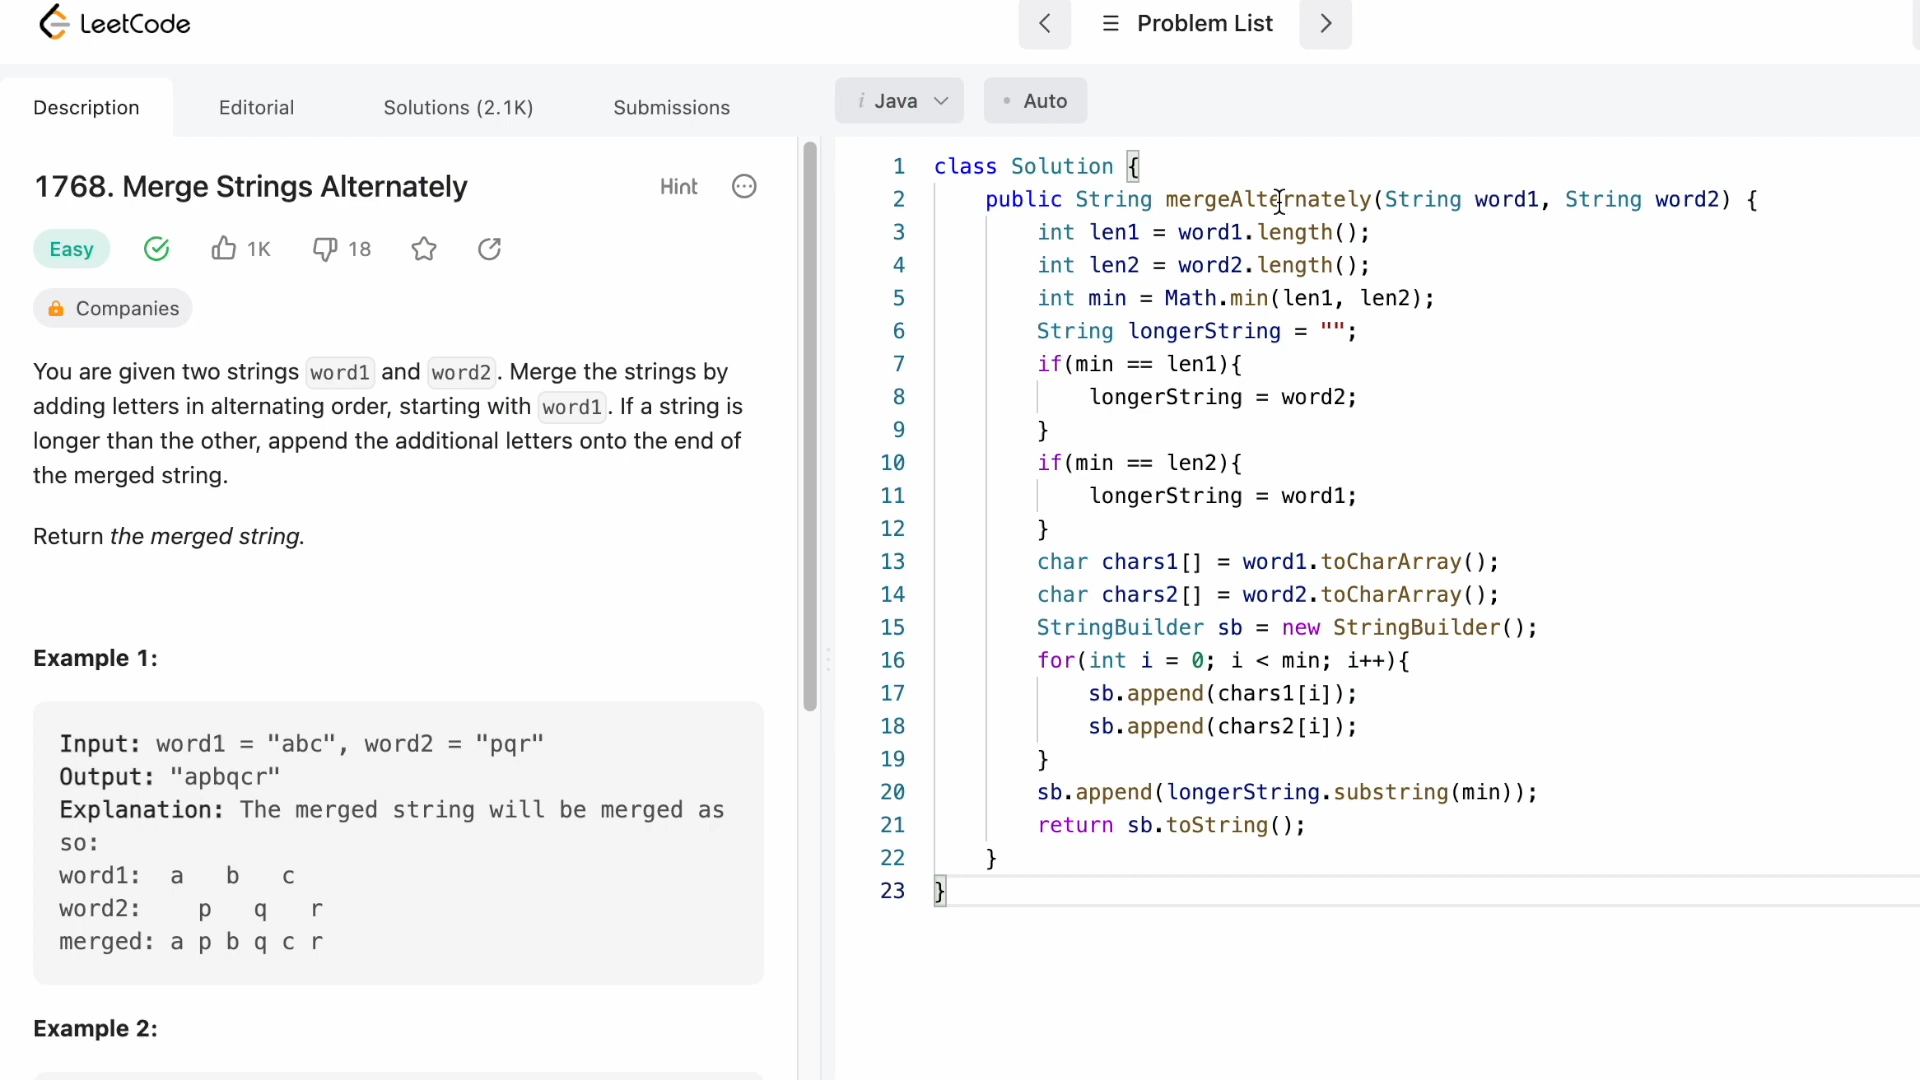 LeetCode
Problem List
Description Editorial Solutions (2.1K) Submissions
1768. Merge Strings Alternately Hint
Easy 1K 18
Companies
You are given two strings word1 and word2. Merge the strings by
adding letters in alternating order, starting with word1. If a string is
longer than the other, append the additional letters onto the end of
the merged string.
Return the merged string.
Example 1:
Input: word1 = "abc", word2 = "pqr"
Output: "apbqcr"
Explanation: The merged string will be merged as
so:
word1:  a   b   c
word2:    p   q   r
merged: a p b q c r
Example 2:
i Java • Auto
1 class Solution {
2     public String mergeAlternately(String word1, String word2) {
3         int len1 = word1.length();
4         int len2 = word2.length();
5         int min = Math.min(len1, len2);
6         String longerString = "";
7         if(min == len1){
8             longerString = word2;
9         }
10         if(min == len2){
11             longerString = word1;
12         }
13         char chars1[] = word1.toCharArray();
14         char chars2[] = word2.toCharArray();
15         StringBuilder sb = new StringBuilder();
16         for(int i = 0; i < min; i++){
17             sb.append(chars1[i]);
18             sb.append(chars2[i]);
19         }
20         sb.append(longerString.substring(min));
21         return sb.toString();
22     }
23 }